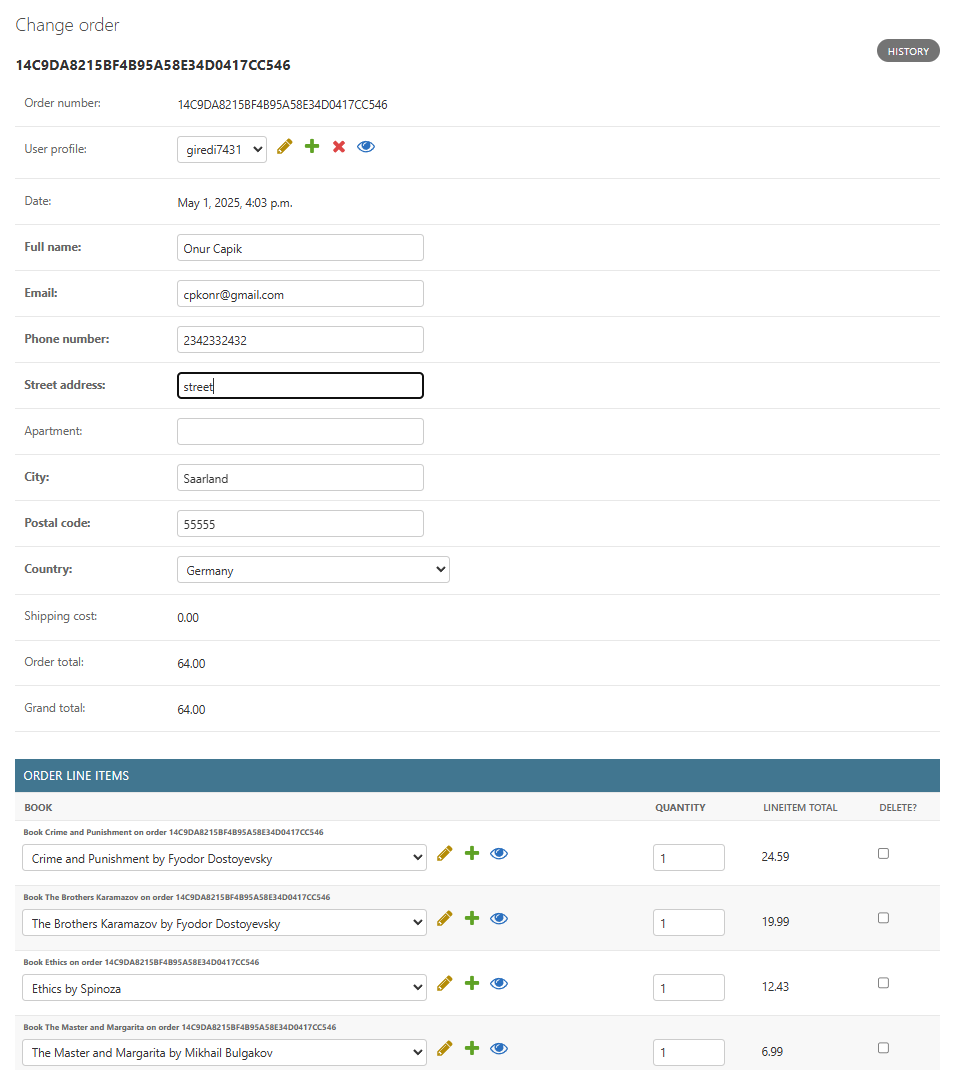 Change order
14C9DA8215BF4B95A58E34D0417CC546
HISTORY
Order number: 14C9DA8215BF4B95A58E34D0417CC546
User profile: giredi7431
Date: May 1, 2025, 4:03 p.m.
Full name: Onur Capik
Email: cpkonr@gmail.com
Phone number: 2342332432
Street address: street
Apartment:
City: Saarland
Postal code: 55555
Country: Germany
Shipping cost: 0.00
Order total: 64.00
Grand total: 64.00
ORDER LINE ITEMS
BOOK QUANTITY LINEITEM TOTAL DELETE?
Book Crime and Punishment on order 14C9DA8215BF4B95A58E34D0417CC546
Crime and Punishment by Fyodor Dostoyevsky 1 24.59
Book The Brothers Karamazov on order 14C9DA8215BF4B95A58E34D0417CC546
The Brothers Karamazov by Fyodor Dostoyevsky 1 19.99
Book Ethics on order 14C9DA8215BF4B95A58E34D0417CC546
Ethics by Spinoza 1 12.43
Book The Master and Margarita on order 14C9DA8215BF4B95A58E34D0417CC546
The Master and Margarita by Mikhail Bulgakov 1 6.99